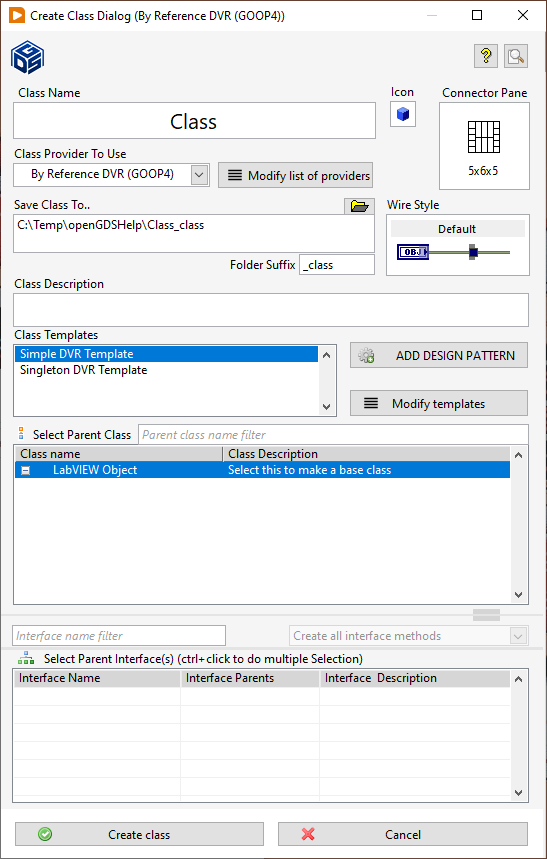 Create Class Dialog (By Reference DVR (GOOP4))
GDS
?
Class Name
Icon
Connector Pane
Class
5x6x5
Class Provider To Use
By Reference DVR (GOOP4)
Modify list of providers
Save Class To..
Wire Style
C:\Temp\openGDSHelp\Class_class
Default
OBJ
Folder Suffix
_class
Class Description
Class Templates
Simple DVR Template
Singleton DVR Template
ADD DESIGN PATTERN
Modify templates
Select Parent Class
Parent class name filter
Class name
Class Description
LabVIEW Object
Select this to make a base class
Interface name filter
Create all interface methods
Select Parent Interface(s) (ctrl+click to do multiple Selection)
Interface Name
Interface Parents
Interface Description
Create class
Cancel